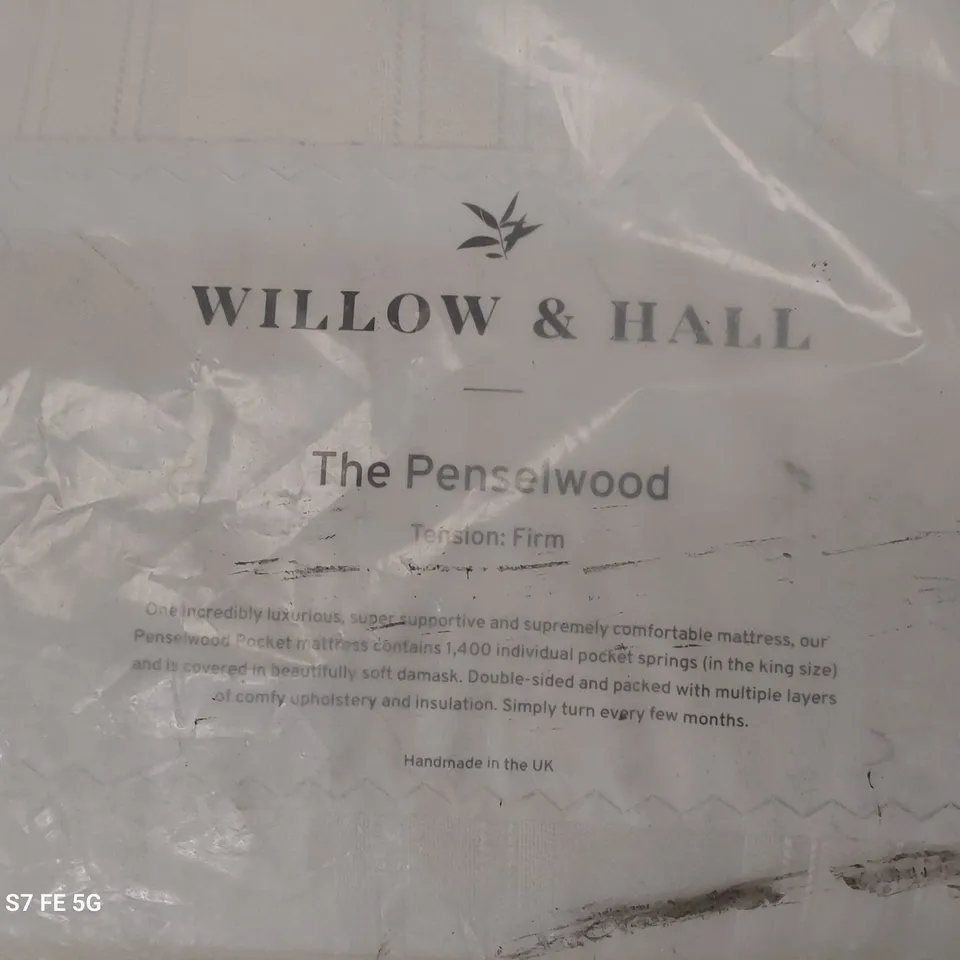 WILLOW & HALL
The Penselwood
Tension: Firm
One incredibly luxurious, super supportive and supremely comfortable mattress, our
Penselwood Pocket mattress contains 1,400 individual pocket springs (in the king size)
and is covered in beautifully soft damask. Double-sided and packed with multiple layers
of comfy upholstery and insulation. Simply turn every few months.
Handmade in the UK
S7 FE 5G